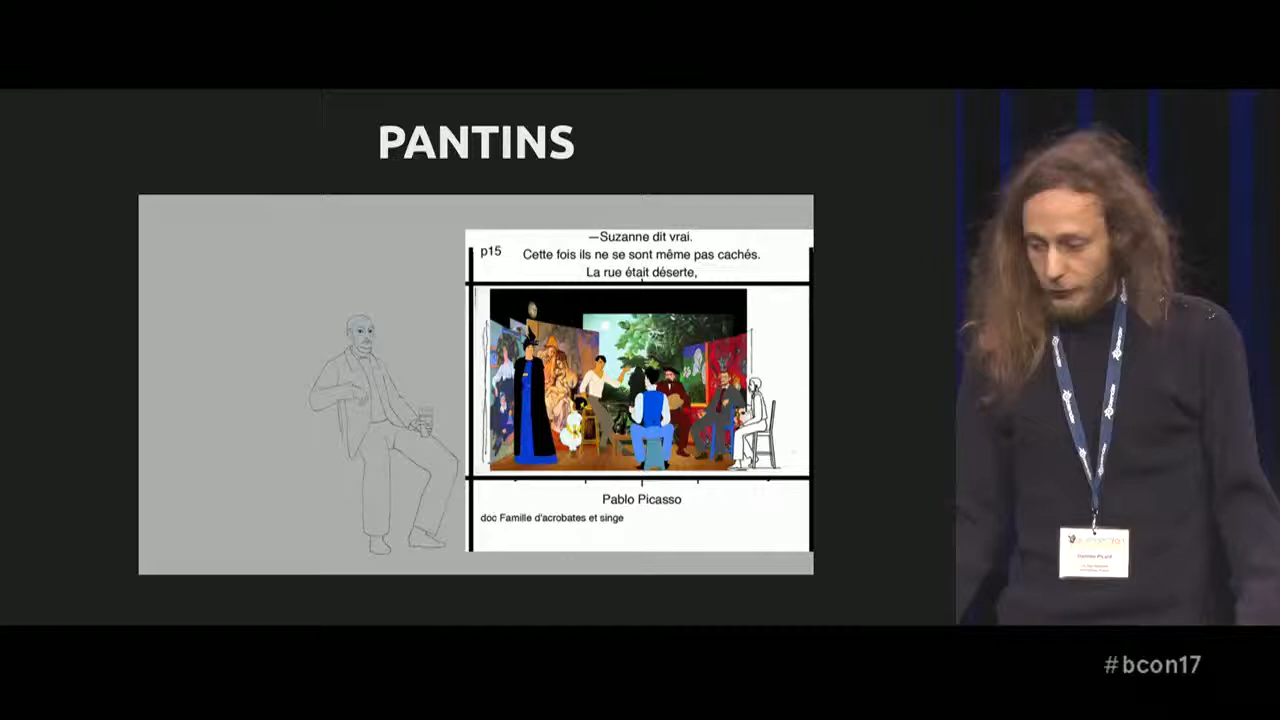 PANTINS
—Suzanne dit vrai.
p15
Cette fois ils ne se sont même pas cachés.
La rue était déserte,
Pablo Picasso
doc Famille d'acrobates et singe
#bcon17